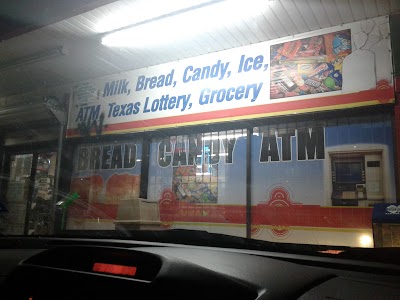 Milk, Bread, Candy, Ice,
ATM, Texas Lottery, Grocery
BREAD CANDY ATM